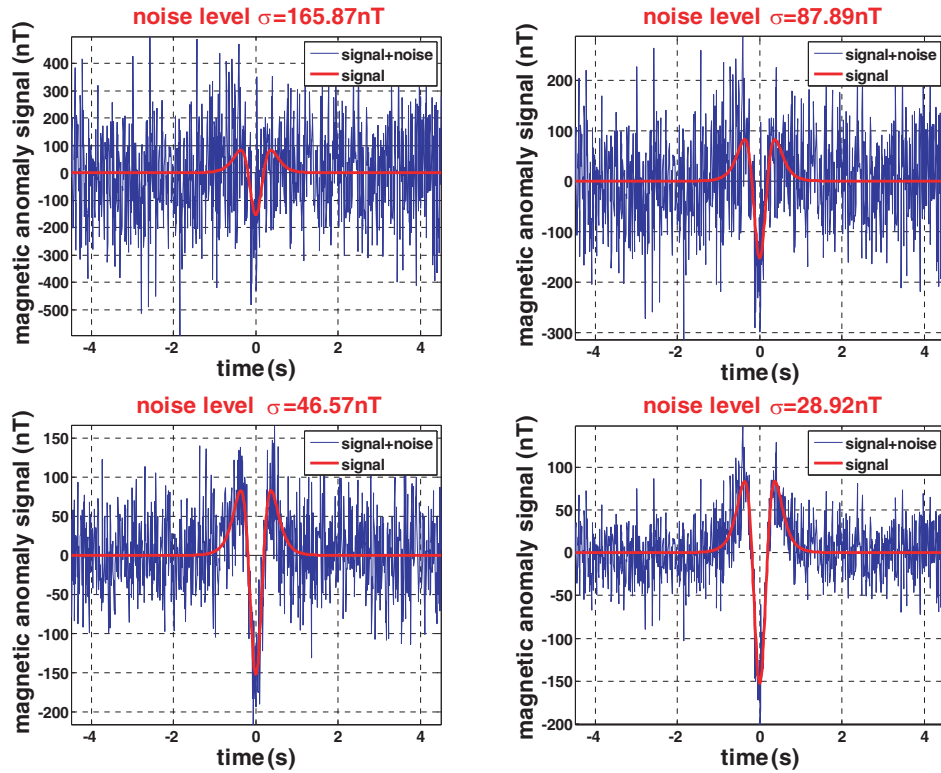 noise level σ=165.87nT
magnetic anomaly signal (nT)
signal+noise
signal
400
300
200
100
0
-100
-200
-300
-400
-500
-4
-2
0
2
4
time(s)
noise level σ=87.89nT
magnetic anomaly signal (nT)
signal+noise
signal
200
100
0
-100
-200
-300
-4
-2
0
2
4
time(s)
noise level σ=46.57nT
magnetic anomaly signal (nT)
signal+noise
signal
150
100
50
0
-50
-100
-150
-200
-4
-2
0
2
4
time(s)
noise level σ=28.92nT
magnetic anomaly signal (nT)
signal+noise
signal
100
50
0
-50
-100
-150
-200
-4
-2
0
2
4
time(s)